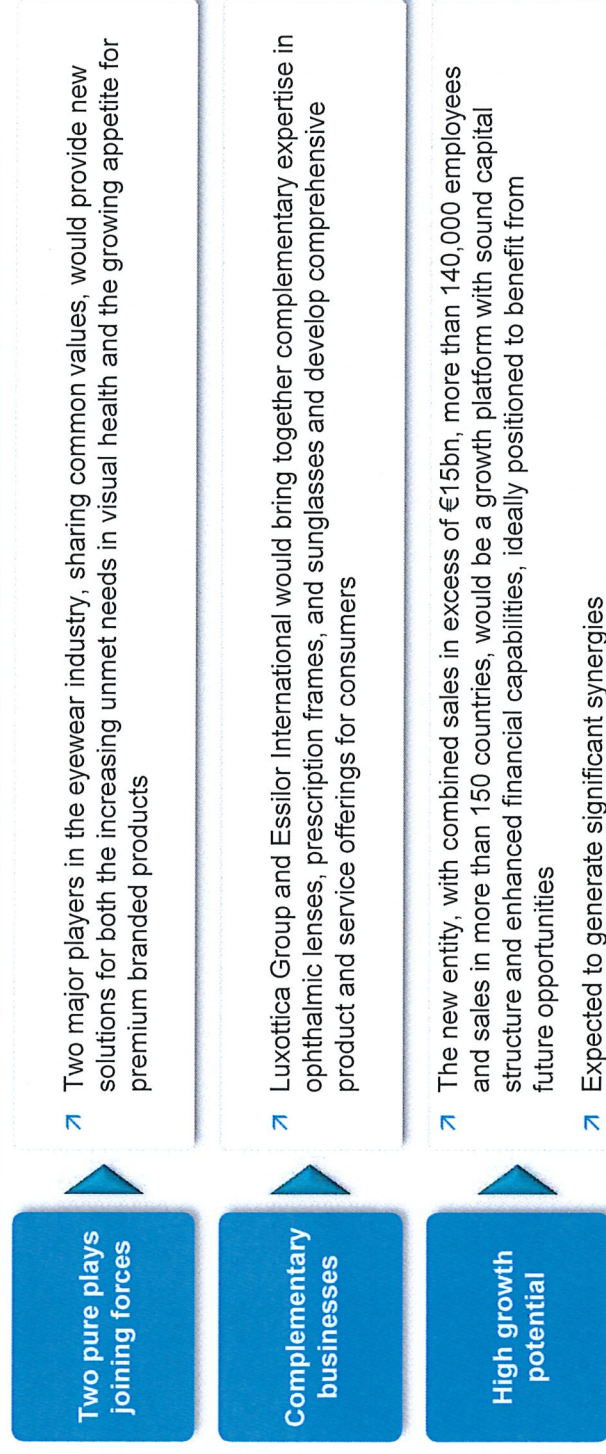 Two pure plays
joining forces
Two major players in the eyewear industry, sharing common values, would provide new
solutions for both the increasing unmet needs in visual health and the growing appetite for
premium branded products
Complementary
businesses
Luxottica Group and Essilor International would bring together complementary expertise in
ophthalmic lenses, prescription frames, and sunglasses and develop comprehensive
product and service offerings for consumers
High growth
potential
The new entity, with combined sales in excess of €15bn, more than 140,000 employees
and sales in more than 150 countries, would be a growth platform with sound capital
structure and enhanced financial capabilities, ideally positioned to benefit from
future opportunities
Expected to generate significant synergies